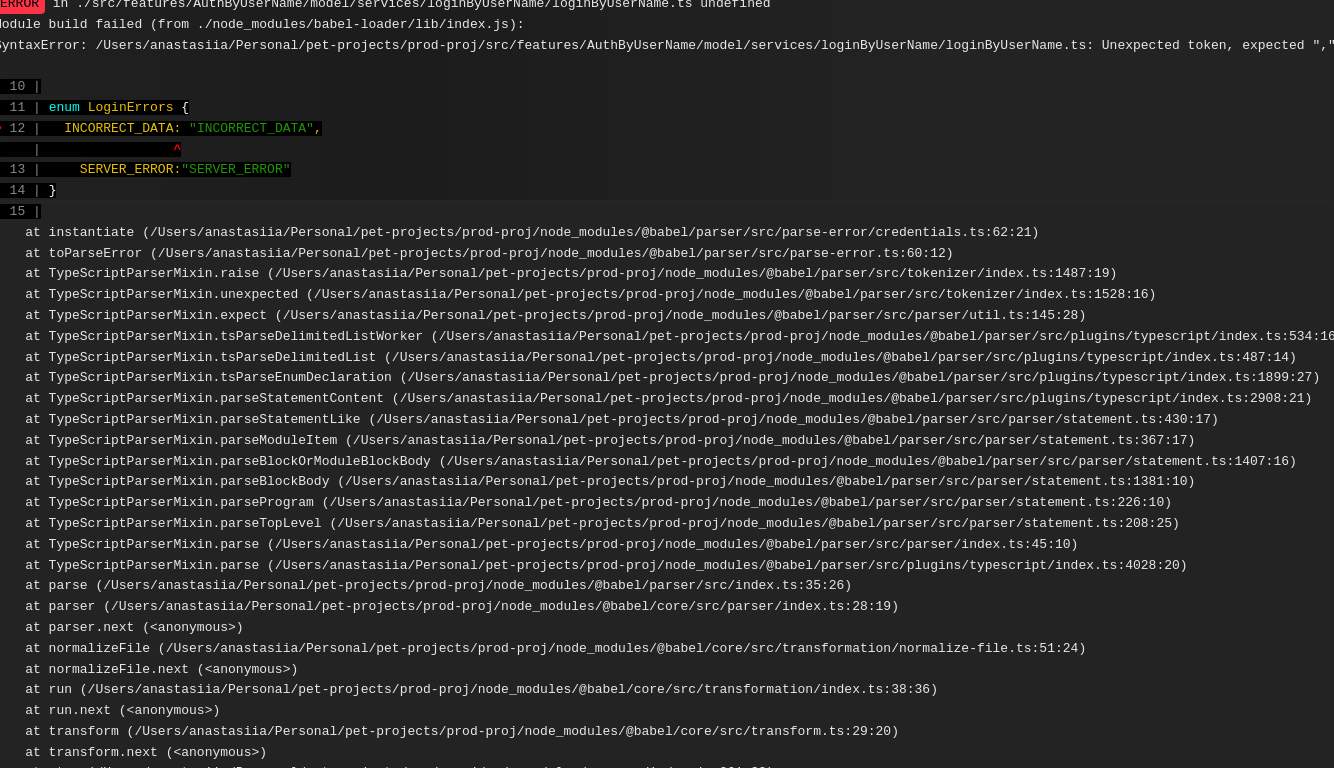 ERROR in ./src/features/AuthByUserName/model/services/loginByUserName/loginByUserName.ts undefined
Module build failed (from ./node_modules/babel-loader/lib/index.js):
SyntaxError: /Users/anastasiia/Personal/pet-projects/prod-proj/src/features/AuthByUserName/model/services/loginByUserName/loginByUserName.ts: Unexpected token, expected ","
10 |
11 | enum LoginErrors {
> 12 |   INCORRECT_DATA: "INCORRECT_DATA",
|                 ^
13 |     SERVER_ERROR:"SERVER_ERROR"
14 | }
15 |
at instantiate (/Users/anastasiia/Personal/pet-projects/prod-proj/node_modules/@babel/parser/src/parse-error/credentials.ts:62:21)
at toParseError (/Users/anastasiia/Personal/pet-projects/prod-proj/node_modules/@babel/parser/src/parse-error.ts:60:12)
at TypeScriptParserMixin.raise (/Users/anastasiia/Personal/pet-projects/prod-proj/node_modules/@babel/parser/src/tokenizer/index.ts:1487:19)
at TypeScriptParserMixin.unexpected (/Users/anastasiia/Personal/pet-projects/prod-proj/node_modules/@babel/parser/src/tokenizer/index.ts:1528:16)
at TypeScriptParserMixin.expect (/Users/anastasiia/Personal/pet-projects/prod-proj/node_modules/@babel/parser/src/parser/util.ts:145:28)
at TypeScriptParserMixin.tsParseDelimitedListWorker (/Users/anastasiia/Personal/pet-projects/prod-proj/node_modules/@babel/parser/src/plugins/typescript/index.ts:534:16
at TypeScriptParserMixin.tsParseDelimitedList (/Users/anastasiia/Personal/pet-projects/prod-proj/node_modules/@babel/parser/src/plugins/typescript/index.ts:487:14)
at TypeScriptParserMixin.tsParseEnumDeclaration (/Users/anastasiia/Personal/pet-projects/prod-proj/node_modules/@babel/parser/src/plugins/typescript/index.ts:1899:27)
at TypeScriptParserMixin.parseStatementContent (/Users/anastasiia/Personal/pet-projects/prod-proj/node_modules/@babel/parser/src/plugins/typescript/index.ts:2908:21)
at TypeScriptParserMixin.parseStatementLike (/Users/anastasiia/Personal/pet-projects/prod-proj/node_modules/@babel/parser/src/parser/statement.ts:430:17)
at TypeScriptParserMixin.parseModuleItem (/Users/anastasiia/Personal/pet-projects/prod-proj/node_modules/@babel/parser/src/parser/statement.ts:367:17)
at TypeScriptParserMixin.parseBlockOrModuleBlockBody (/Users/anastasiia/Personal/pet-projects/prod-proj/node_modules/@babel/parser/src/parser/statement.ts:1407:16)
at TypeScriptParserMixin.parseBlockBody (/Users/anastasiia/Personal/pet-projects/prod-proj/node_modules/@babel/parser/src/parser/statement.ts:1381:10)
at TypeScriptParserMixin.parseProgram (/Users/anastasiia/Personal/pet-projects/prod-proj/node_modules/@babel/parser/src/parser/statement.ts:226:10)
at TypeScriptParserMixin.parseTopLevel (/Users/anastasiia/Personal/pet-projects/prod-proj/node_modules/@babel/parser/src/parser/statement.ts:208:25)
at TypeScriptParserMixin.parse (/Users/anastasiia/Personal/pet-projects/prod-proj/node_modules/@babel/parser/src/parser/index.ts:45:10)
at TypeScriptParserMixin.parse (/Users/anastasiia/Personal/pet-projects/prod-proj/node_modules/@babel/parser/src/plugins/typescript/index.ts:4028:20)
at parse (/Users/anastasiia/Personal/pet-projects/prod-proj/node_modules/@babel/parser/src/index.ts:35:26)
at parser (/Users/anastasiia/Personal/pet-projects/prod-proj/node_modules/@babel/core/src/parser/index.ts:28:19)
at parser.next (<anonymous>)
at normalizeFile (/Users/anastasiia/Personal/pet-projects/prod-proj/node_modules/@babel/core/src/transformation/normalize-file.ts:51:24)
at normalizeFile.next (<anonymous>)
at run (/Users/anastasiia/Personal/pet-projects/prod-proj/node_modules/@babel/core/src/transformation/index.ts:38:36)
at run.next (<anonymous>)
at transform (/Users/anastasiia/Personal/pet-projects/prod-proj/node_modules/@babel/core/src/transform.ts:29:20)
at transform.next (<anonymous>)